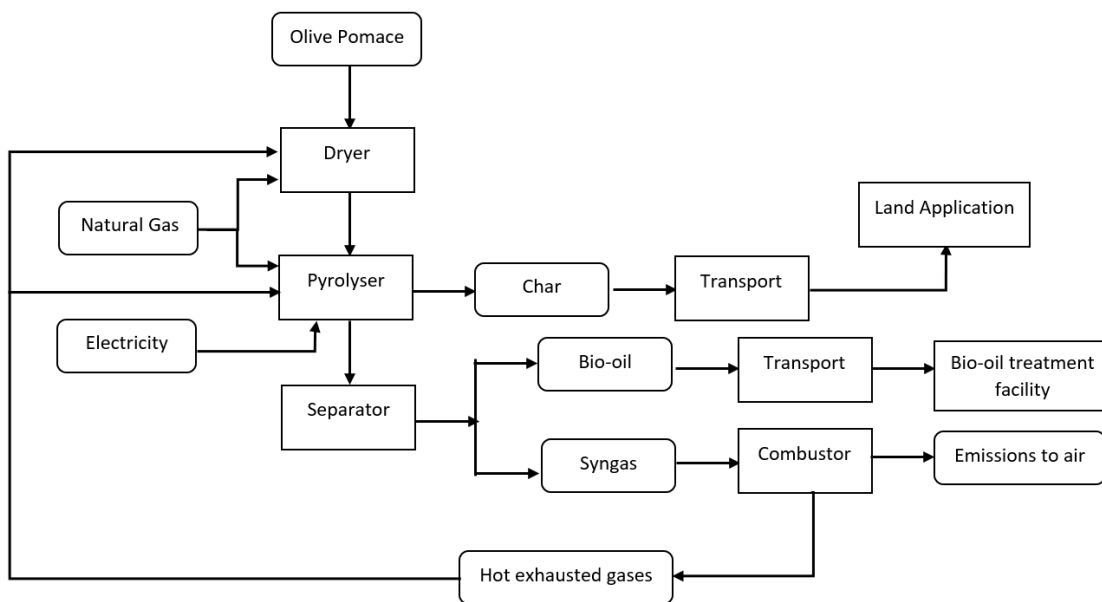 Olive Pomace
Dryer
Natural Gas
Land Application
Pyrolyser
Char
Transport
Electricity
Bio-oil
Transport
Bio-oil treatment
facility
Separator
Syngas
Combustor
Emissions to air
Hot exhausted gases